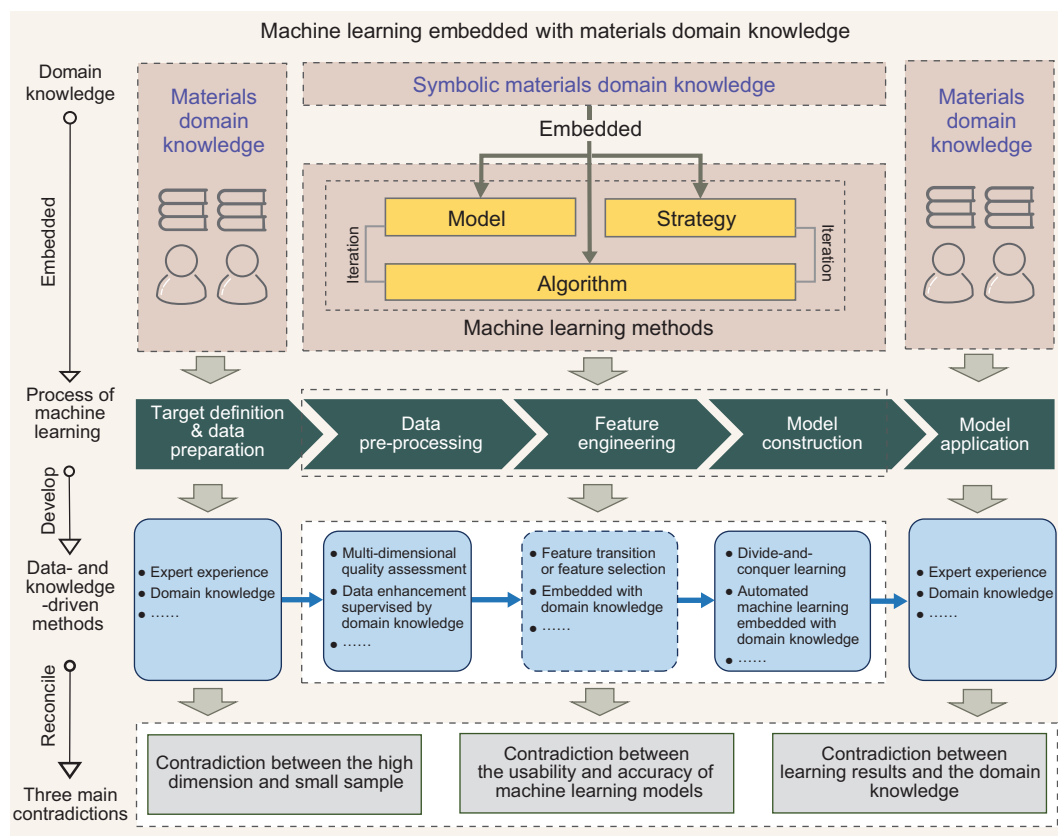 Machine learning embedded with materials domain knowledge
Domain
knowledge
Embedded
Process of
machine
learning
Develop
Data- and
knowledge
-driven
methods
Reconcile
Three main
contradictions
Materials
domain
knowledge
Symbolic materials domain knowledge
Embedded
Model
Strategy
Iteration
Iteration
Algorithm
Machine learning methods
Materials
domain
knowledge
Target definition
& data
preparation
Data
pre-processing
Feature
engineering
Model
construction
Model
application
● Expert experience
● Domain knowledge
● ······
● Multi-dimensional
quality assessment
● Data enhancement
supervised by
domain knowledge
● ······
● Feature transition
or feature selection
● Embedded with
domain knowledge
● ······
● Divide-and-
conquer learning
● Automated
machine learning
embedded with
domain knowledge
● ······
● Expert experience
● Domain knowledge
● ······
Contradiction between the high
dimension and small sample
Contradiction between
the usability and accuracy of
machine learning models
Contradiction between
learning results and the domain
knowledge